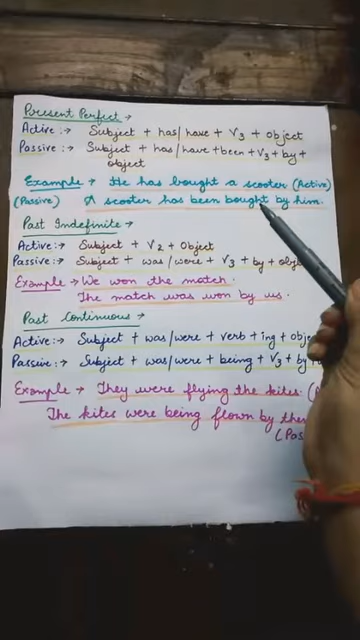 Present Perfect :→
Active :→ Subject + has/have + V3 + object
Passive :→ Subject + has/have + been + V3 + by +
object
Example → He has bought a scooter (Active)
(Passive) A scooter has been bought by him.
Past Indefinite :→
Active :→ Subject + V2 + Object
Passive :→ Subject + was/were + V3 + by + obj
Example :→ We won the match.
The match was won by us.
Past Continuous :→
Active :→ Subject + was/were + verb + ing + obj
Passive :→ Subject + was/were + being + V3 + by
Example → They were flying the kites. (
The kites were being flown by the
(Pas